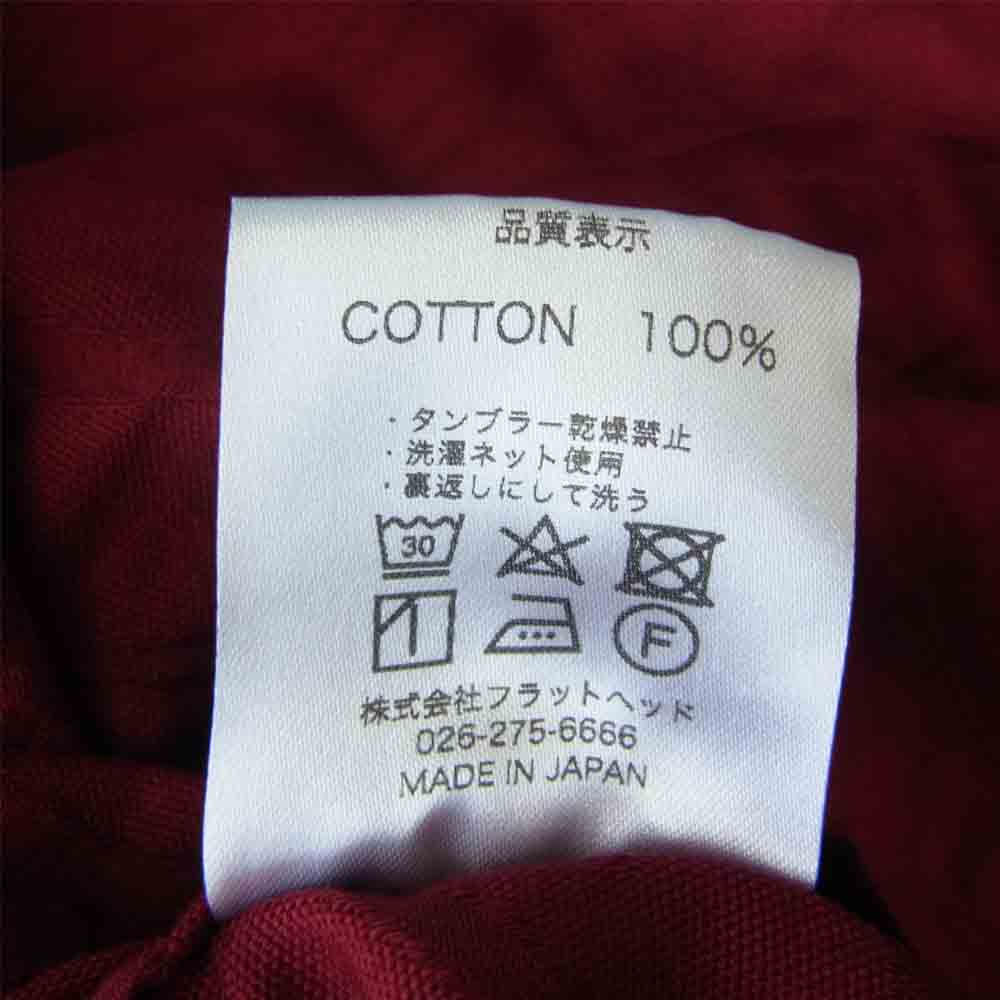 品質表示
COTTON 100%
・タンブラー乾燥禁止
・洗濯ネット使用
・裏返しにして洗う
30
F
株式会社フラットヘッド
026-275-6666
MADE IN JAPAN